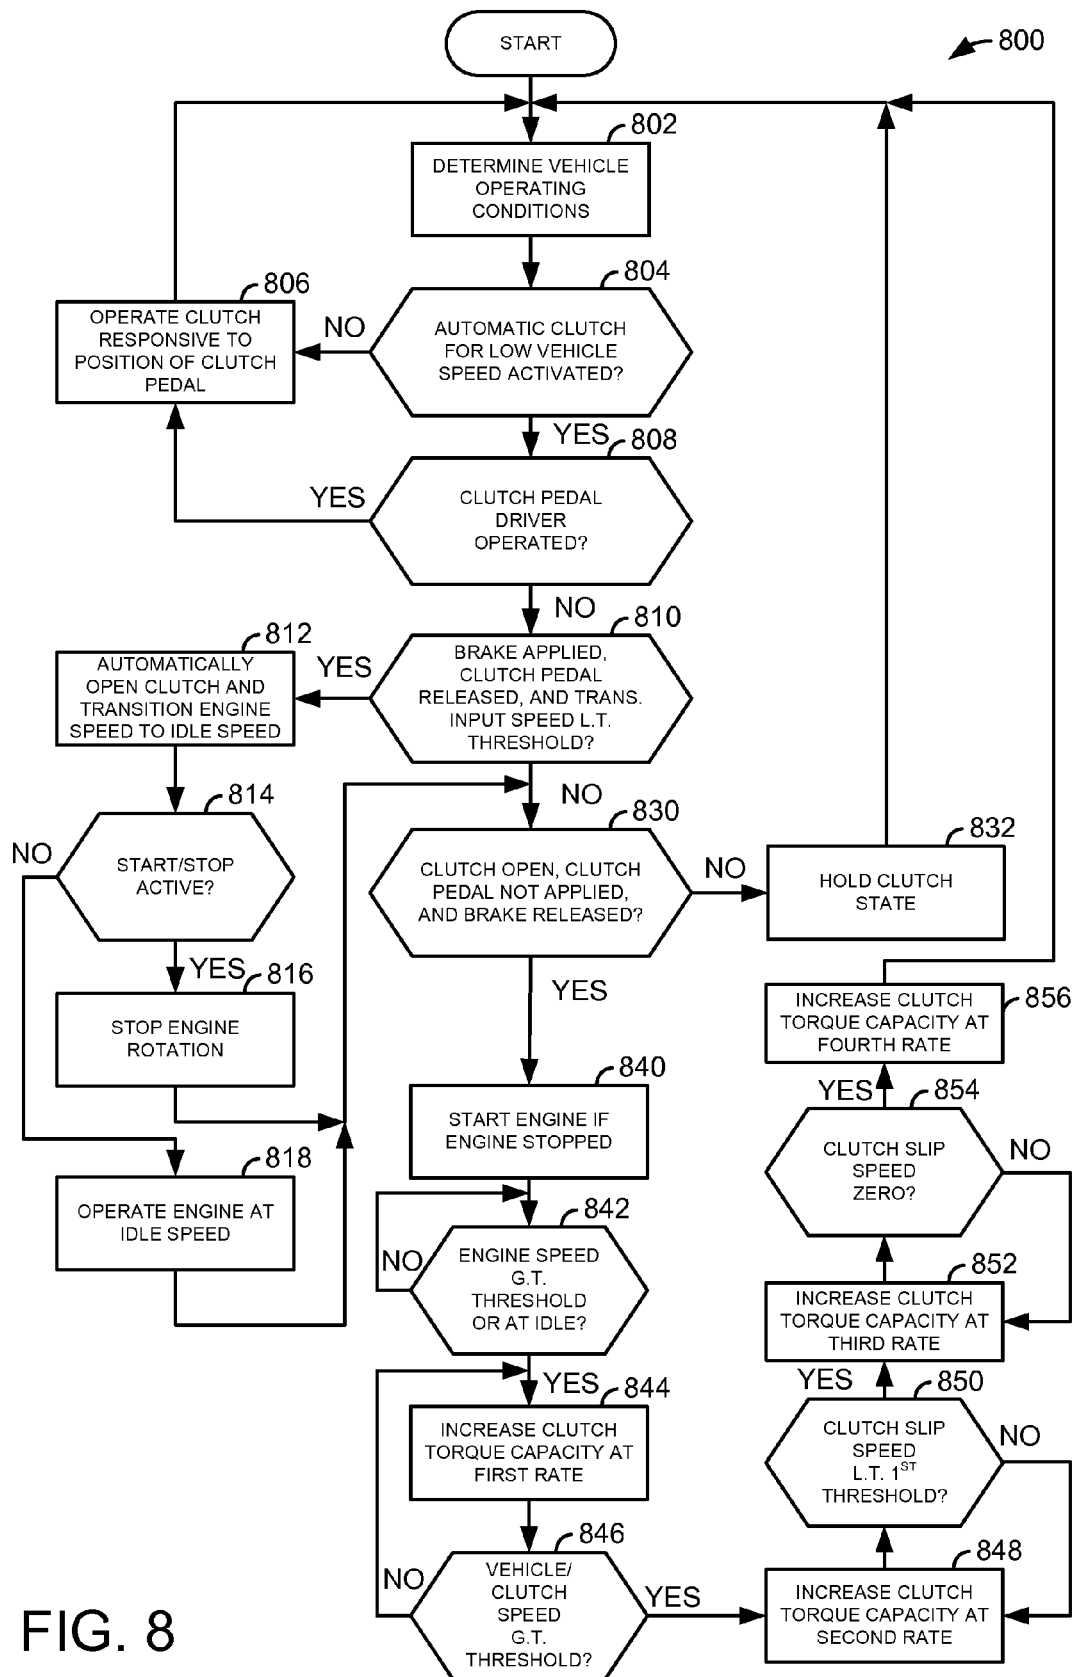 START
800
802
DETERMINE VEHICLE
OPERATING
CONDITIONS
804
AUTOMATIC CLUTCH
FOR LOW VEHICLE
SPEED ACTIVATED?
NO
806
OPERATE CLUTCH
RESPONSIVE TO
POSITION OF CLUTCH
PEDAL
YES
808
CLUTCH PEDAL
DRIVER
OPERATED?
YES
NO
810
BRAKE APPLIED,
CLUTCH PEDAL
RELEASED, AND TRANS.
INPUT SPEED L.T.
THRESHOLD?
YES
812
AUTOMATICALLY
OPEN CLUTCH AND
TRANSITION ENGINE
SPEED TO IDLE SPEED
814
START/STOP
ACTIVE?
NO
YES
816
STOP ENGINE
ROTATION
818
OPERATE ENGINE AT
IDLE SPEED
NO
830
CLUTCH OPEN, CLUTCH
PEDAL NOT APPLIED,
AND BRAKE RELEASED?
NO
832
HOLD CLUTCH
STATE
YES
840
START ENGINE IF
ENGINE STOPPED
842
ENGINE SPEED
G.T.
THRESHOLD
OR AT IDLE?
NO
YES
844
INCREASE CLUTCH
TORQUE CAPACITY AT
FIRST RATE
846
VEHICLE/
CLUTCH
SPEED
G.T.
THRESHOLD?
NO
YES
848
INCREASE CLUTCH
TORQUE CAPACITY AT
SECOND RATE
850
CLUTCH SLIP
SPEED
L.T. 1ST
THRESHOLD?
NO
YES
852
INCREASE CLUTCH
TORQUE CAPACITY AT
THIRD RATE
854
CLUTCH SLIP
SPEED
ZERO?
NO
YES
856
INCREASE CLUTCH
TORQUE CAPACITY AT
FOURTH RATE
FIG. 8